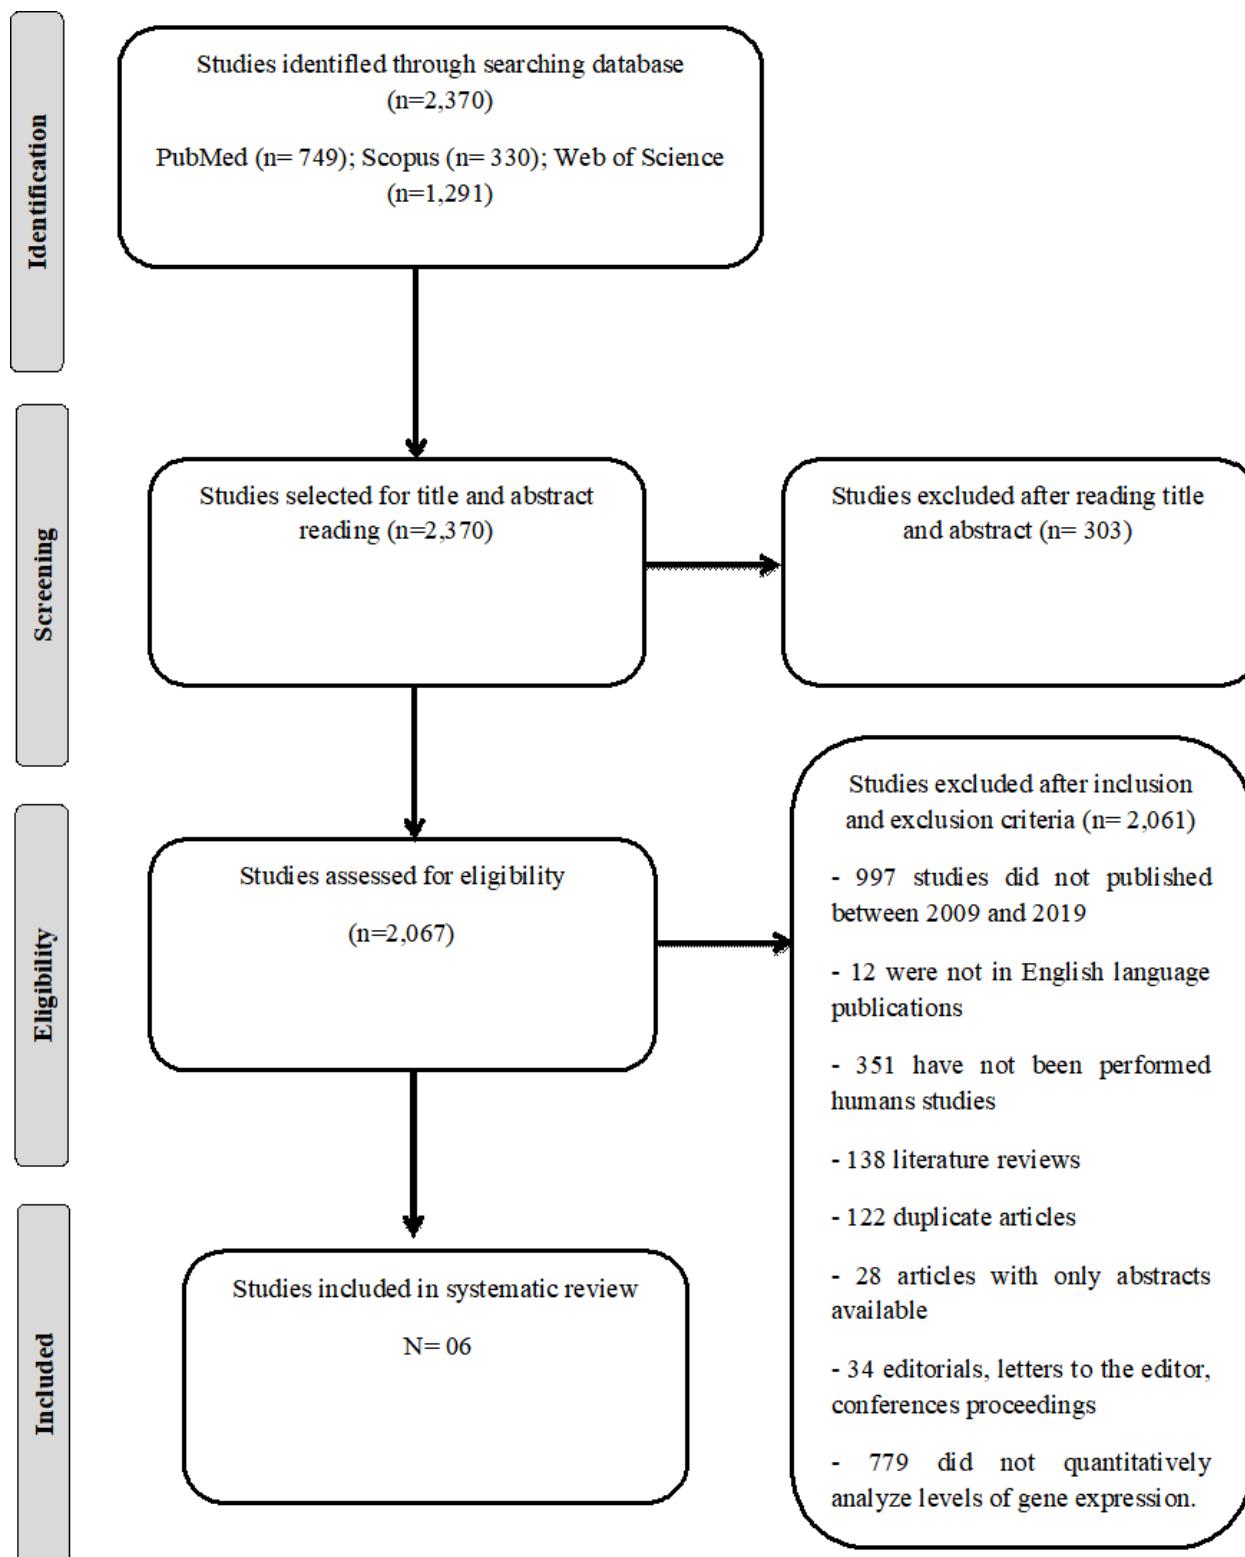 Identification
Studies identified through searching database
(n=2,370)
PubMed (n= 749); Scopus (n= 330); Web of Science
(n=1,291)
Screening
Studies selected for title and abstract
reading (n=2,370)
Studies excluded after reading title
and abstract (n= 303)
Eligibility
Studies assessed for eligibility
(n=2,067)
Studies excluded after inclusion
and exclusion criteria (n= 2,061)
- 997 studies did not published
between 2009 and 2019
- 12 were not in English language
publications
- 351 have not been performed
humans studies
- 138 literature reviews
- 122 duplicate articles
- 28 articles with only abstracts
available
- 34 editorials, letters to the editor,
conferences proceedings
- 779 did not quantitatively
analyze levels of gene expression.
Included
Studies included in systematic review
N= 06